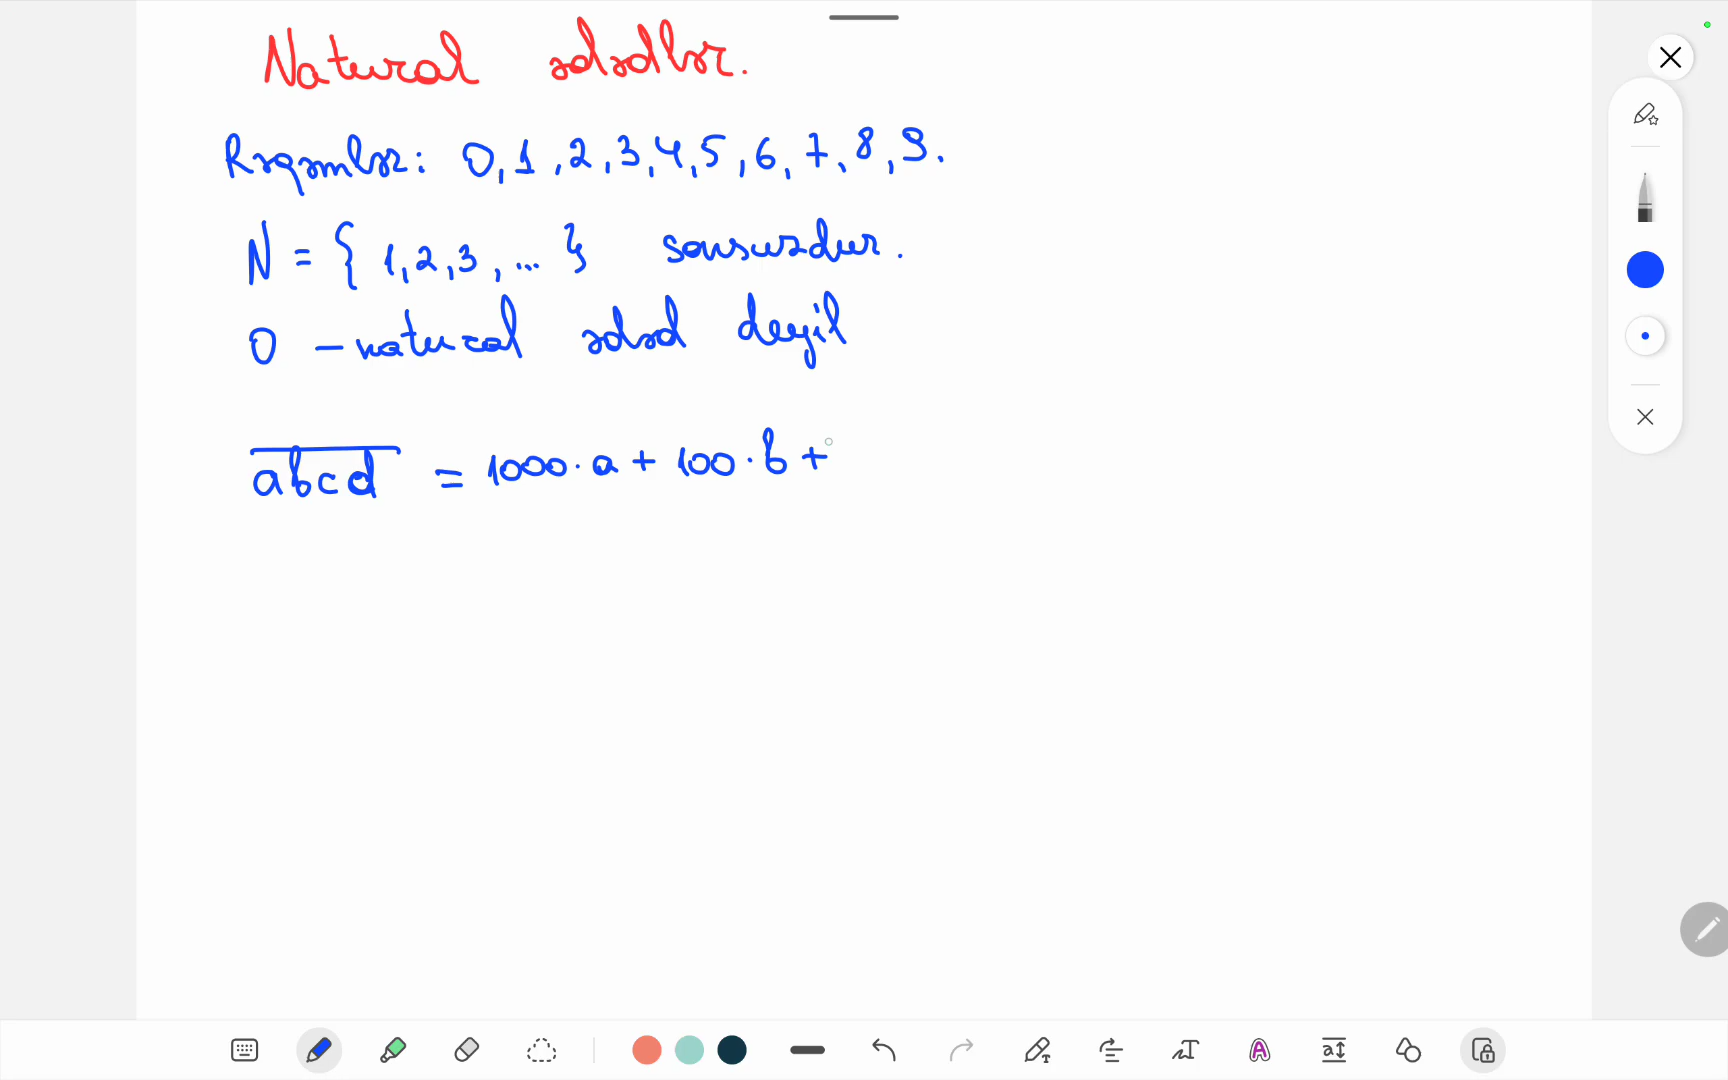 Natural ədədlər.
Rəqəmlər: 0, 1, 2, 3, 4, 5, 6, 7, 8, 9.
N = { 1, 2, 3, ... } sonsuzdur.
0 – natural ədəd deyil
\overline{abcd} = 1000 · a + 100 · b +